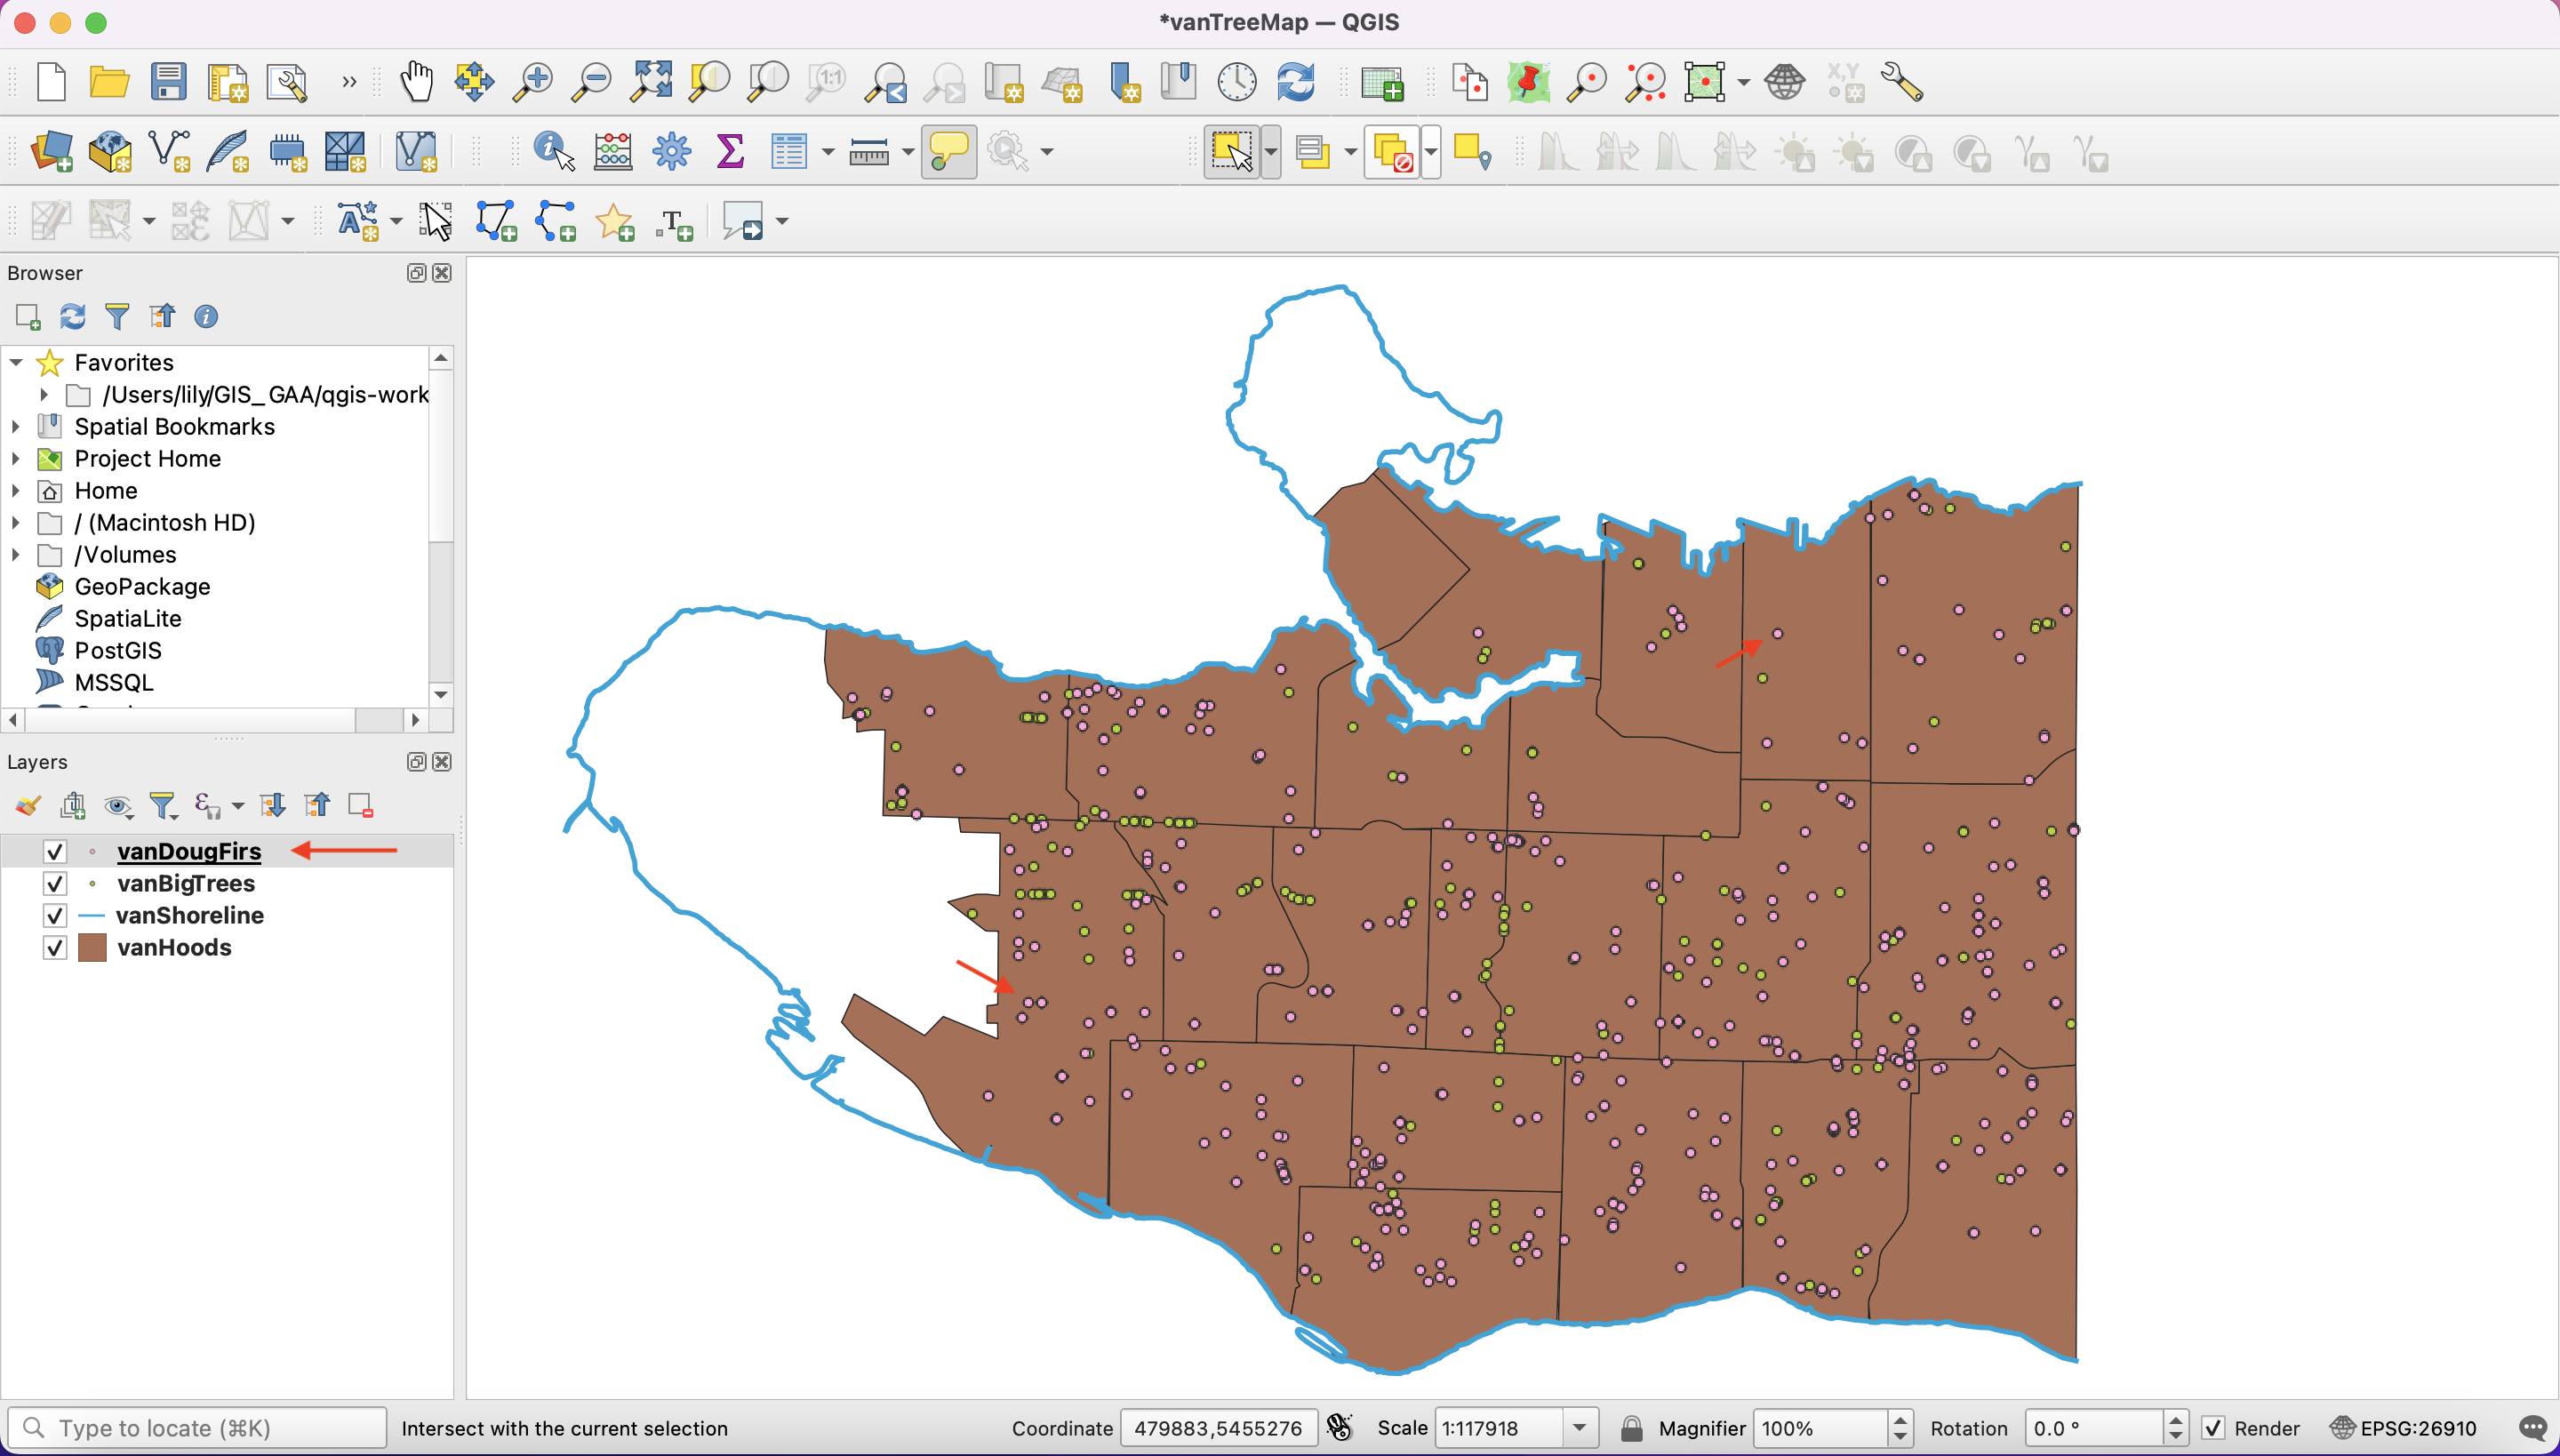 *vanTreeMap — QGIS
1:1
X,Y
T
Browser
Favorites
/Users/lily/GIS_GAA/qgis-work
Spatial Bookmarks
Project Home
Home
/ (Macintosh HD)
/Volumes
GeoPackage
SpatiaLite
PostGIS
MSSQL
Layers
vanDougFirs
vanBigTrees
vanShoreline
vanHoods
Type to locate (⌘K)
Intersect with the current selection
Coordinate 479883,5455276
Scale 1:117918
Magnifier 100%
Rotation 0.0 °
Render
EPSG:26910